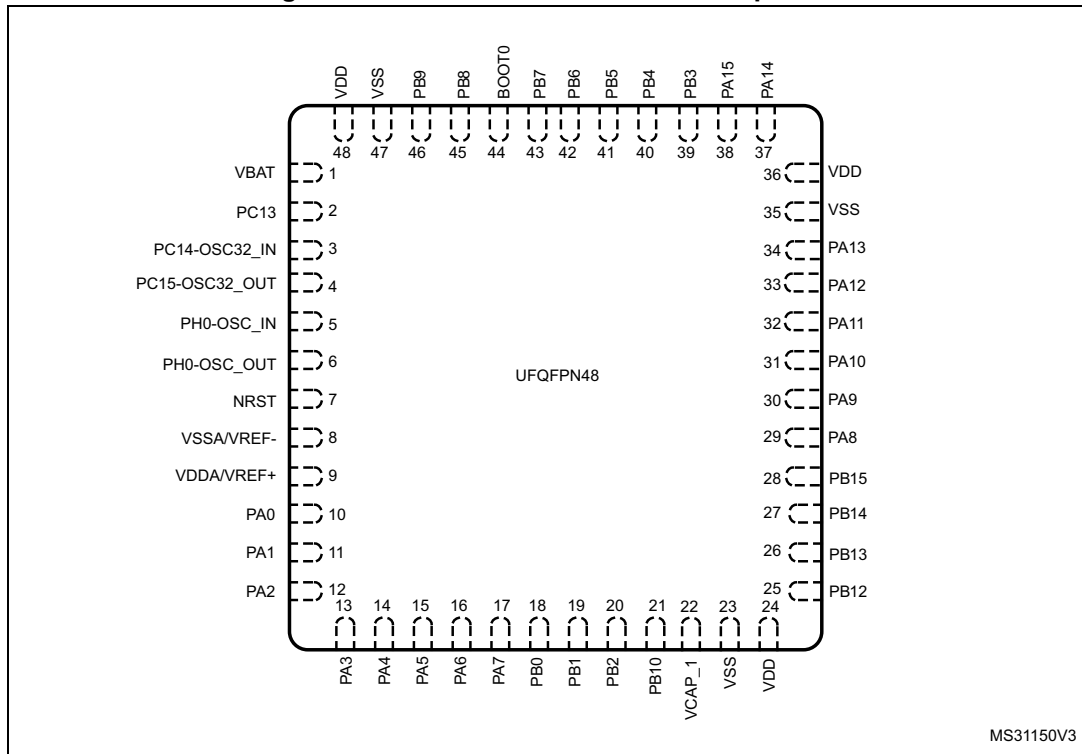 VDD
VSS
PB9
PB8
BOOT0
PB7
PB6
PB5
PB4
PB3
PA15
PA14
48
47
46
45
44
43
42
41
40
39
38
37
VBAT 1
PC13 2
PC14-OSC32_IN 3
PC15-OSC32_OUT 4
PH0-OSC_IN 5
PH0-OSC_OUT 6
NRST 7
VSSA/VREF- 8
VDDA/VREF+ 9
PA0 10
PA1 11
PA2 12
UFQFPN48
36 VDD
35 VSS
34 PA13
33 PA12
32 PA11
31 PA10
30 PA9
29 PA8
28 PB15
27 PB14
26 PB13
25 PB12
13
14
15
16
17
18
19
20
21
22
23
24
PA3
PA4
PA5
PA6
PA7
PB0
PB1
PB2
PB10
VCAP_1
VSS
VDD
MS31150V3